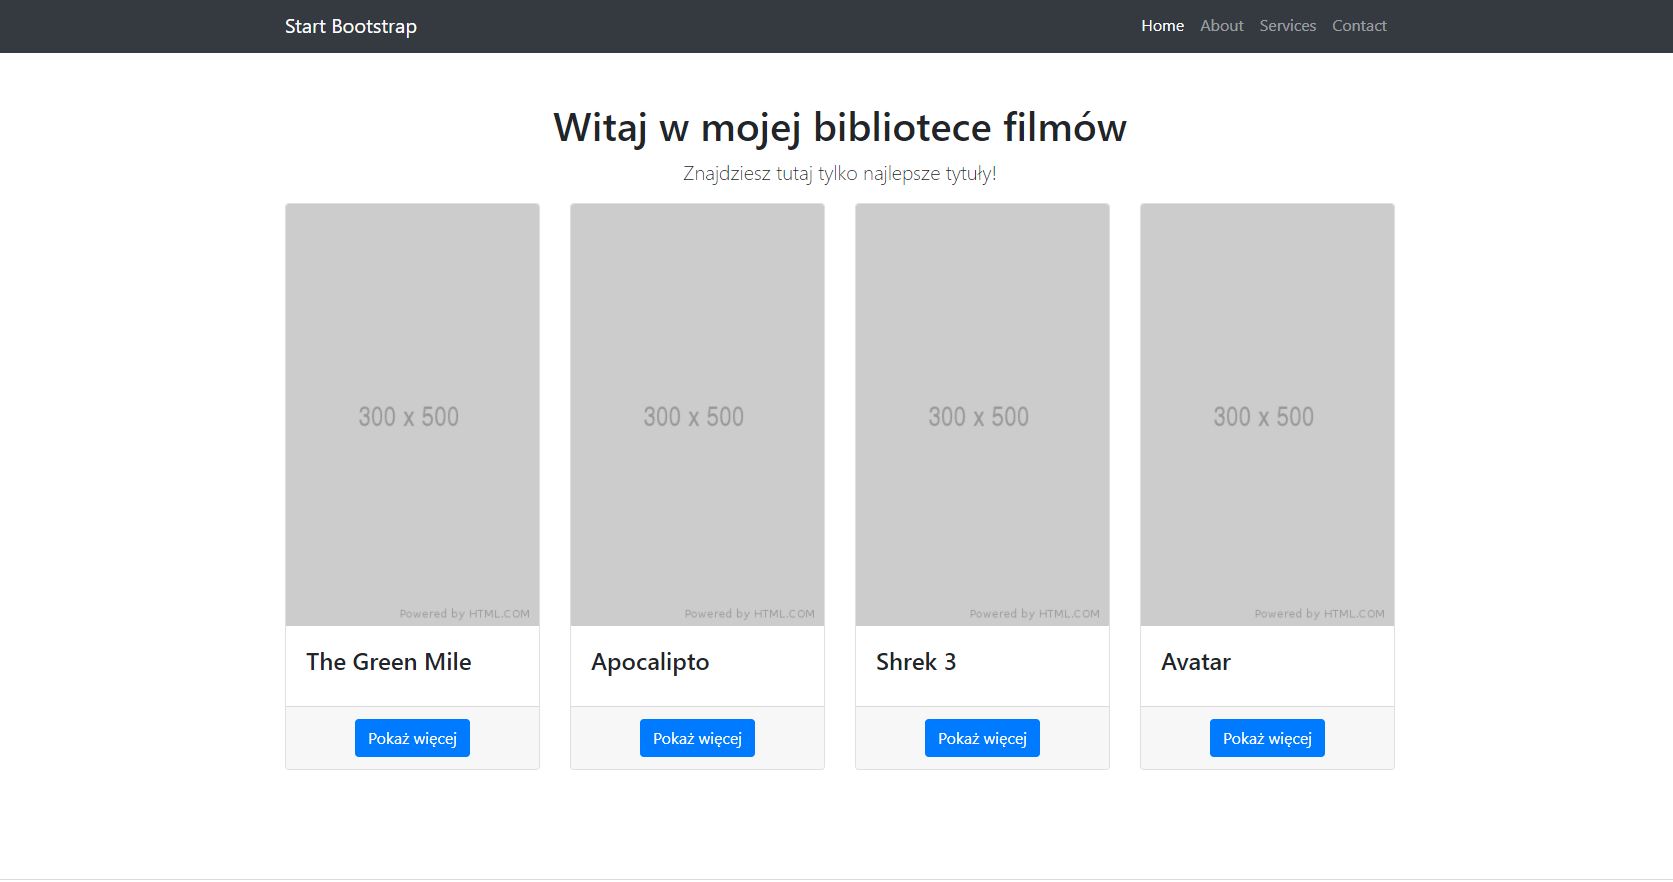 Start Bootstrap
Home About Services Contact
Witaj w mojej bibliotece filmów
Znajdziesz tutaj tylko najlepsze tytuły!
300 x 500
Powered by HTML.COM
The Green Mile
Pokaż więcej
300 x 500
Powered by HTML.COM
Apocalipto
Pokaż więcej
300 x 500
Powered by HTML.COM
Shrek 3
Pokaż więcej
300 x 500
Powered by HTML.COM
Avatar
Pokaż więcej